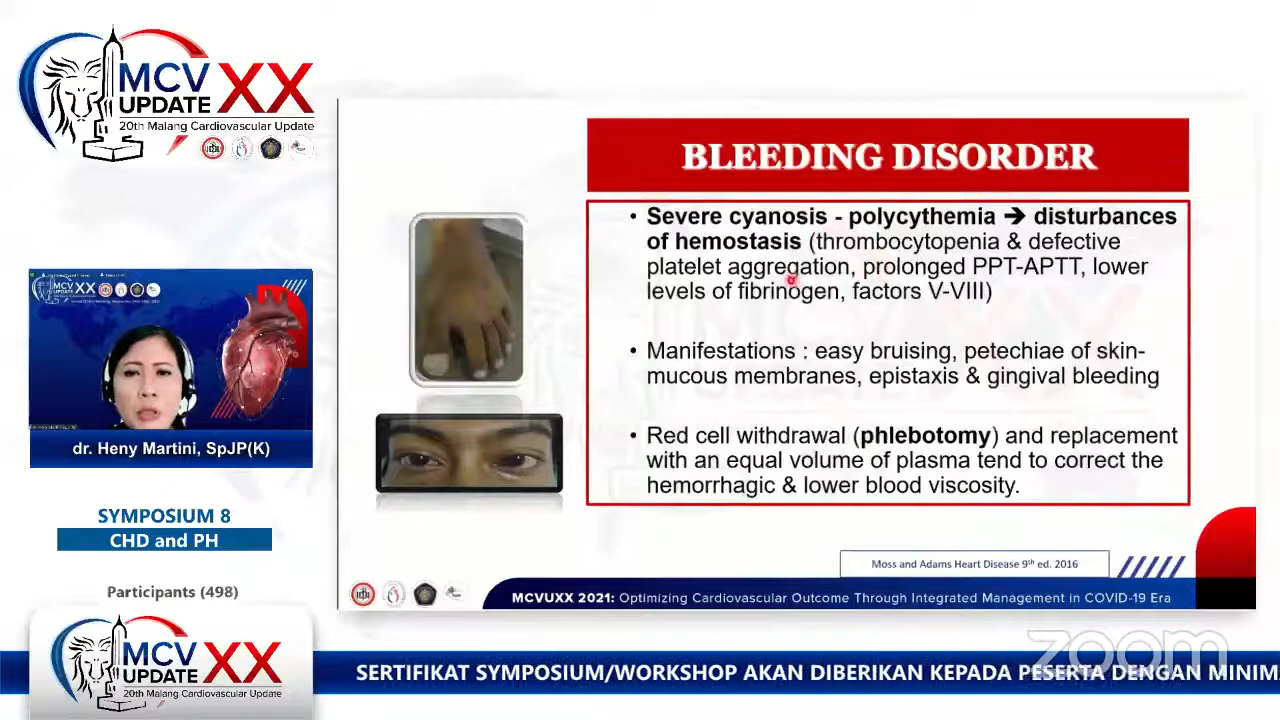 MCV XX
UPDATE
20th Malang Cardiovascular Update
BLEEDING DISORDER
• Severe cyanosis - polycythemia ➔ disturbances
of hemostasis (thrombocytopenia & defective
platelet aggregation, prolonged PPT-APTT, lower
levels of fibrinogen, factors V-VIII)
• Manifestations : easy bruising, petechiae of skin-
mucous membranes, epistaxis & gingival bleeding
• Red cell withdrawal (phlebotomy) and replacement
with an equal volume of plasma tend to correct the
hemorrhagic & lower blood viscosity.
Moss and Adams Heart Disease 9th ed. 2016
MCVUXX 2021: Optimizing Cardiovascular Outcome Through Integrated Management in COVID-19 Era
MCV XX
UPDATE
dr. Heny Martini, SpJP(K)
SYMPOSIUM 8
CHD and PH
Participants (498)
MCV XX
UPDATE
20th Malang Cardiovascular Update
zoom
SERTIFIKAT SYMPOSIUM/WORKSHOP AKAN DIBERIKAN KEPADA PESERTA DENGAN MINIMA